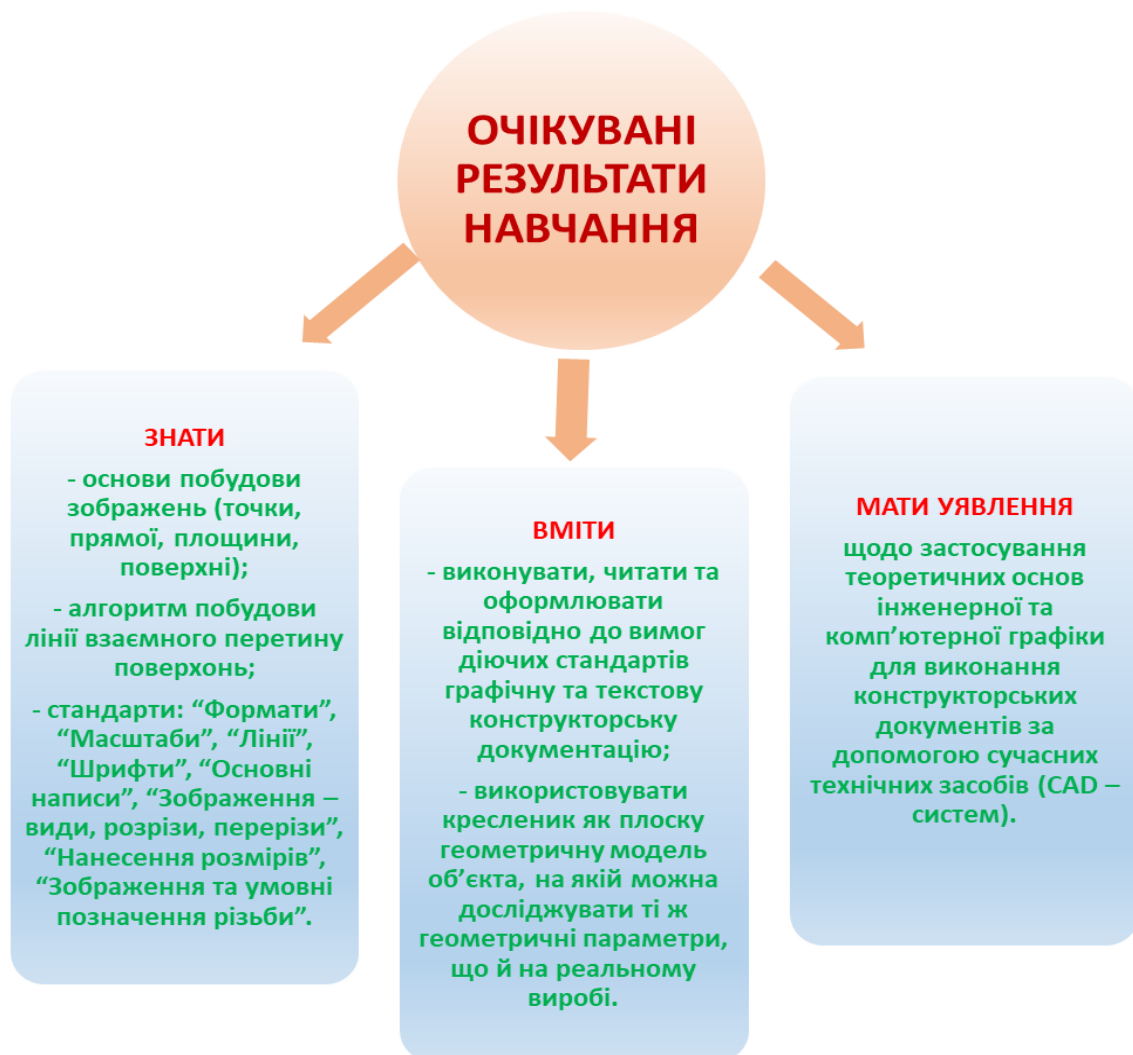 ОЧІКУВАНІ
РЕЗУЛЬТАТИ
НАВЧАННЯ
ЗНАТИ
- основи побудови
зображень (точки,
прямої, площини,
поверхні);
- алгоритм побудови
лінії взаємного перетину
поверхонь;
- стандарти: “Формати”,
“Масштаби”, “Лінії”,
“Шрифти”, “Основні
написи”, “Зображення –
види, розрізи, перерізи”,
“Нанесення розмірів”,
“Зображення та умовні
позначення різьби”.
ВМІТИ
- виконувати, читати та
оформлювати
відповідно до вимог
діючих стандартів
графічну та текстову
конструкторську
документацію;
- використовувати
кресленик як плоску
геометричну модель
об’єкта, на якій можна
досліджувати ті ж
геометричні параметри,
що й на реальному
виробі.
МАТИ УЯВЛЕННЯ
щодо застосування
теоретичних основ
інженерної та
комп’ютерної графіки
для виконання
конструкторських
документів за
допомогою сучасних
технічних засобів (CAD –
систем).